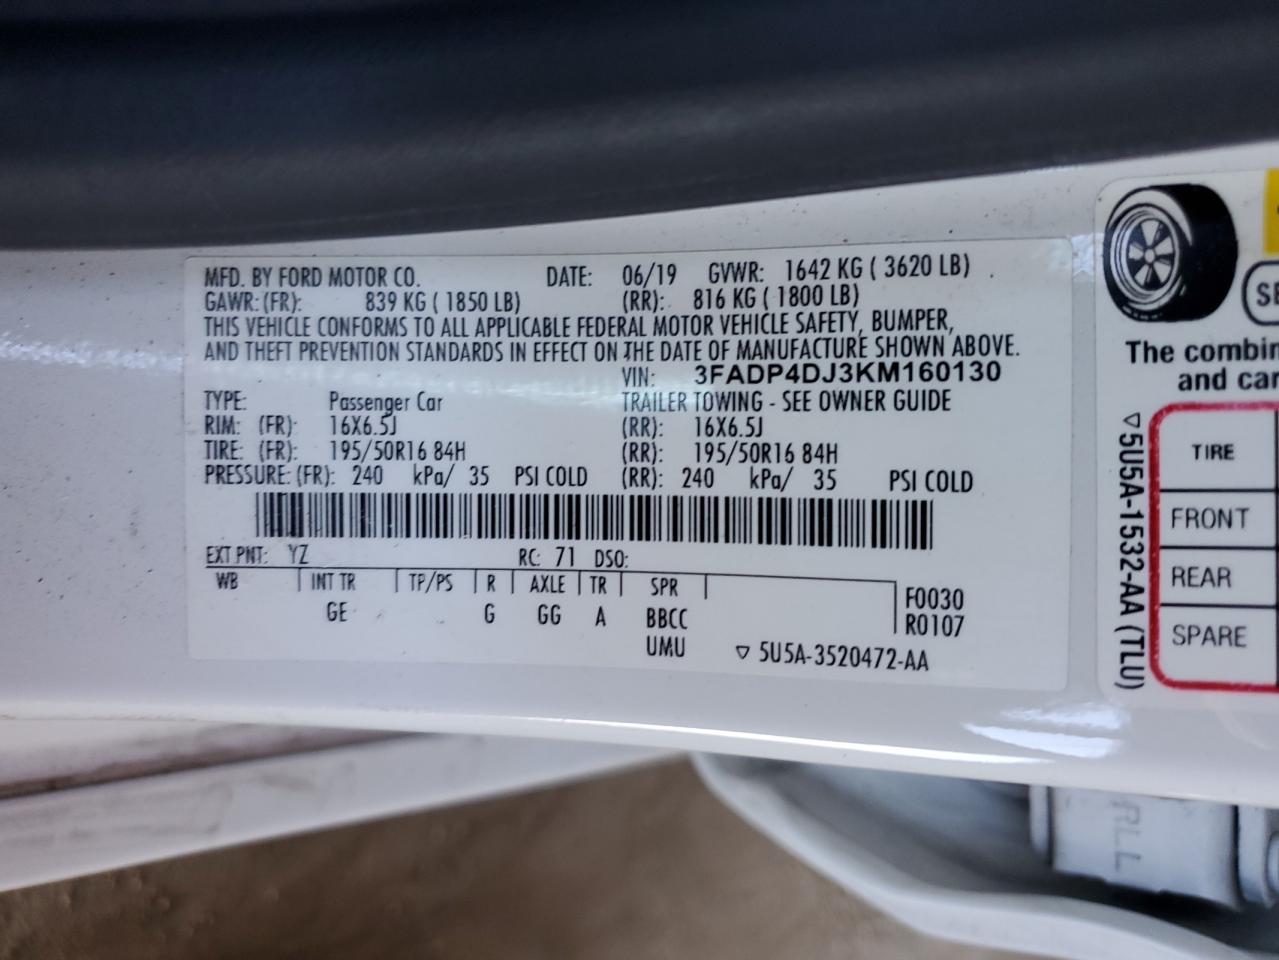 MFD. BY FORD MOTOR CO. DATE: 06/19 GVWR: 1642 KG ( 3620 LB)
GAWR: (FR): 839 KG ( 1850 LB) (RR): 816 KG ( 1800 LB)
THIS VEHICLE CONFORMS TO ALL APPLICABLE FEDERAL MOTOR VEHICLE SAFETY, BUMPER,
AND THEFT PREVENTION STANDARDS IN EFFECT ON THE DATE OF MANUFACTURE SHOWN ABOVE.
VIN: 3FADP4DJ3KM160130
TYPE: Passenger Car TRAILER TOWING - SEE OWNER GUIDE
RIM: (FR): 16X6.5J (RR): 16X6.5J
TIRE: (FR): 195/50R16 84H (RR): 195/50R16 84H
PRESSURE: (FR): 240 kPa/ 35 PSI COLD (RR): 240 kPa/ 35 PSI COLD
EXT PNT: YZ RC: 71 DSO:
WB INT TR TP/PS R AXLE TR SPR
GE G GG A BBCC
UMU
F0030
R0107
▽ 5U5A-3520472-AA
The combin
and car
TIRE
FRONT
REAR
SPARE
▽5U5A-1532-AA (TLU)
RLL